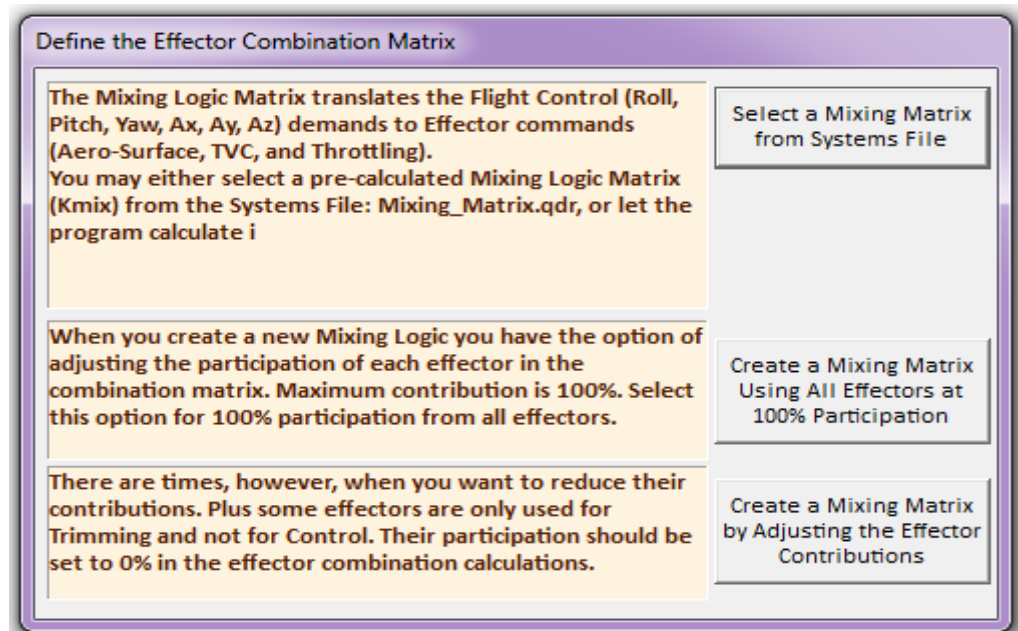 Define the Effector Combination Matrix
The Mixing Logic Matrix translates the Flight Control (Roll,
Pitch, Yaw, Ax, Ay, Az) demands to Effector commands
(Aero-Surface, TVC, and Throttling).
You may either select a pre-calculated Mixing Logic Matrix
(Kmix) from the Systems File: Mixing_Matrix.qdr, or let the
program calculate i
Select a Mixing Matrix
from Systems File
When you create a new Mixing Logic you have the option of
adjusting the participation of each effector in the
combination matrix. Maximum contribution is 100%. Select
this option for 100% participation from all effectors.
Create a Mixing Matrix
Using All Effectors at
100% Participation
There are times, however, when you want to reduce their
contributions. Plus some effectors are only used for
Trimming and not for Control. Their participation should be
set to 0% in the effector combination calculations.
Create a Mixing Matrix
by Adjusting the Effector
Contributions